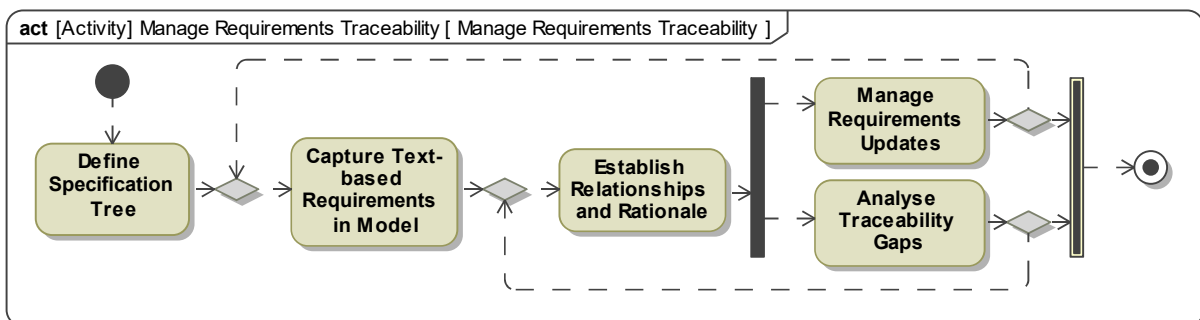 act [Activity] Manage Requirements Traceability [ Manage Requirements Traceability ]
Define
Specification
Tree
Capture Text-
based
Requirements
in Model
Establish
Relationships
and Rationale
Manage
Requirements
Updates
Analyse
Traceability
Gaps